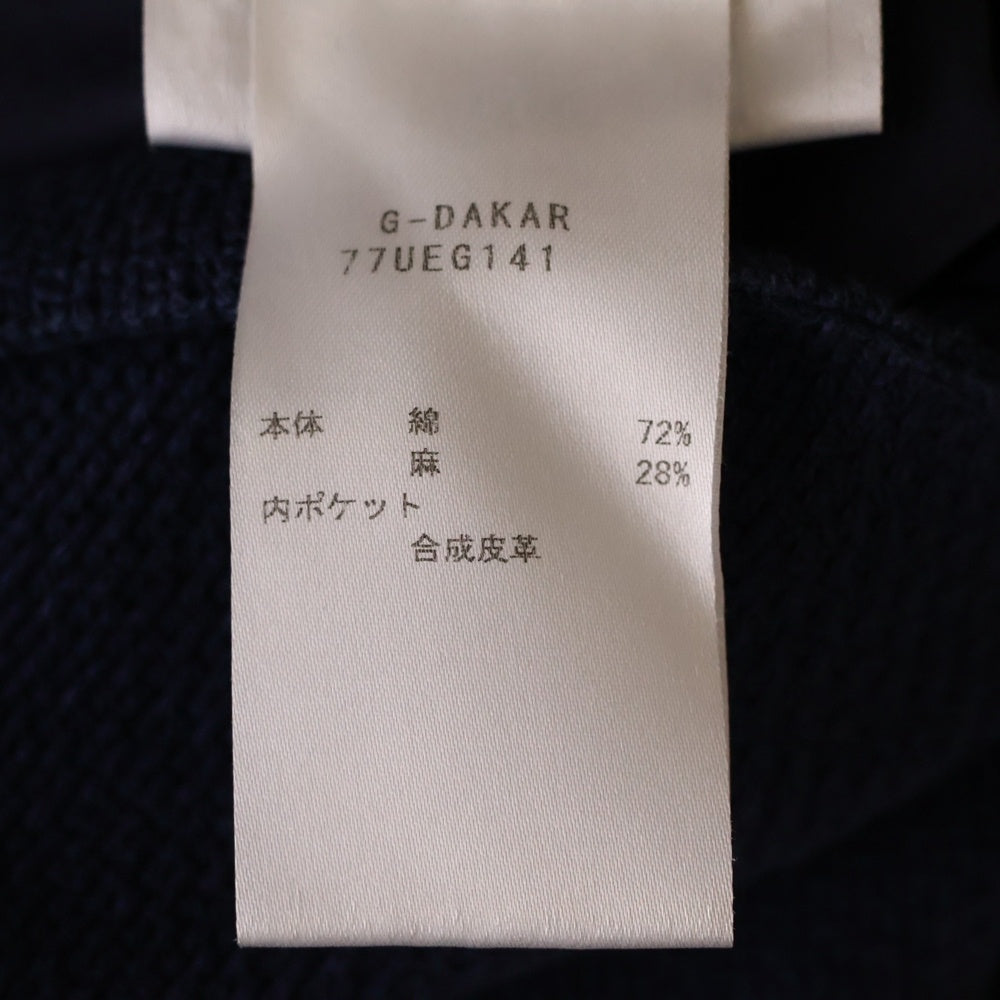 G-DAKAR
77UEG141
本体 綿 72%
麻 28%
内ポケット
合成皮革